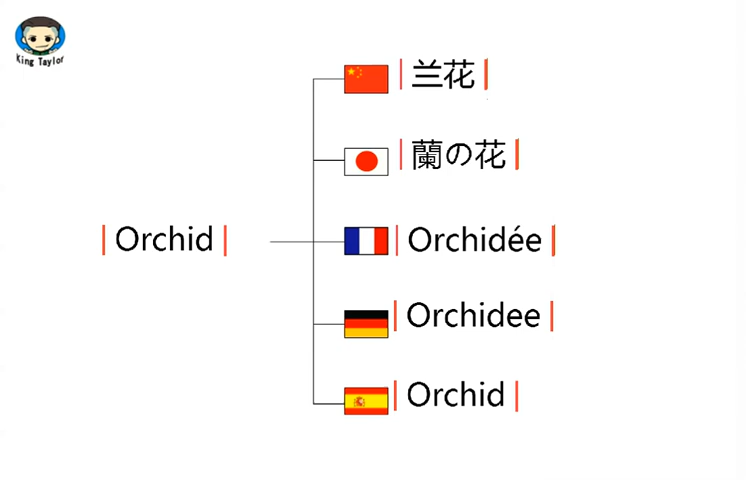 King Taylor
兰花
蘭の花
Orchid
Orchidée
Orchidee
Orchid